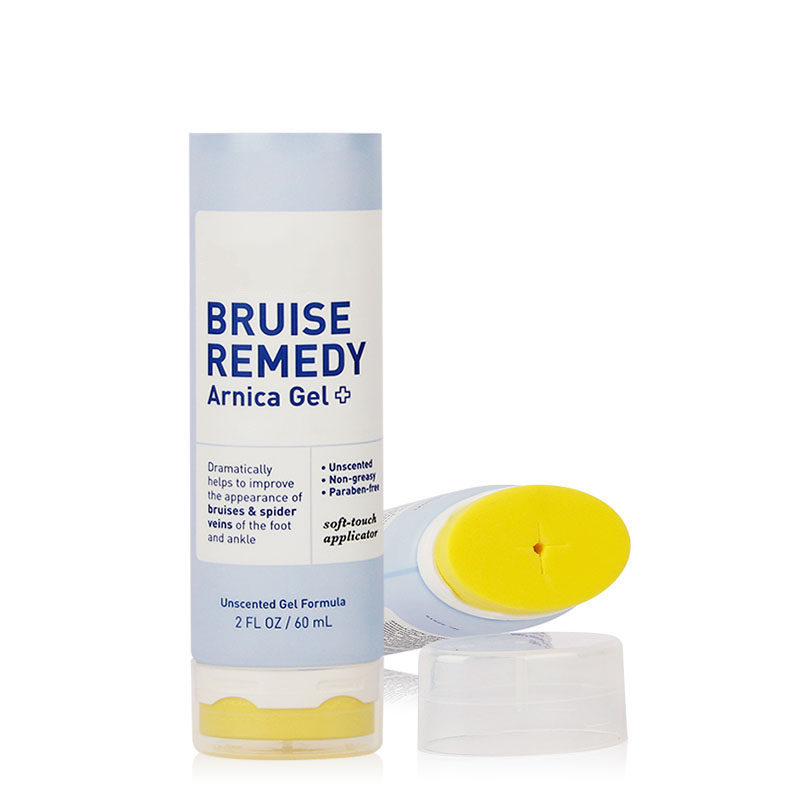 BRUISE
REMEDY
Arnica Gel
Dramatically
helps to improve
the appearance of
bruises & spider
veins of the foot
and ankle
• Unscented
• Non-greasy
• Paraben-free
soft-touch
applicator
Unscented Gel Formula
2 FL OZ / 60 mL